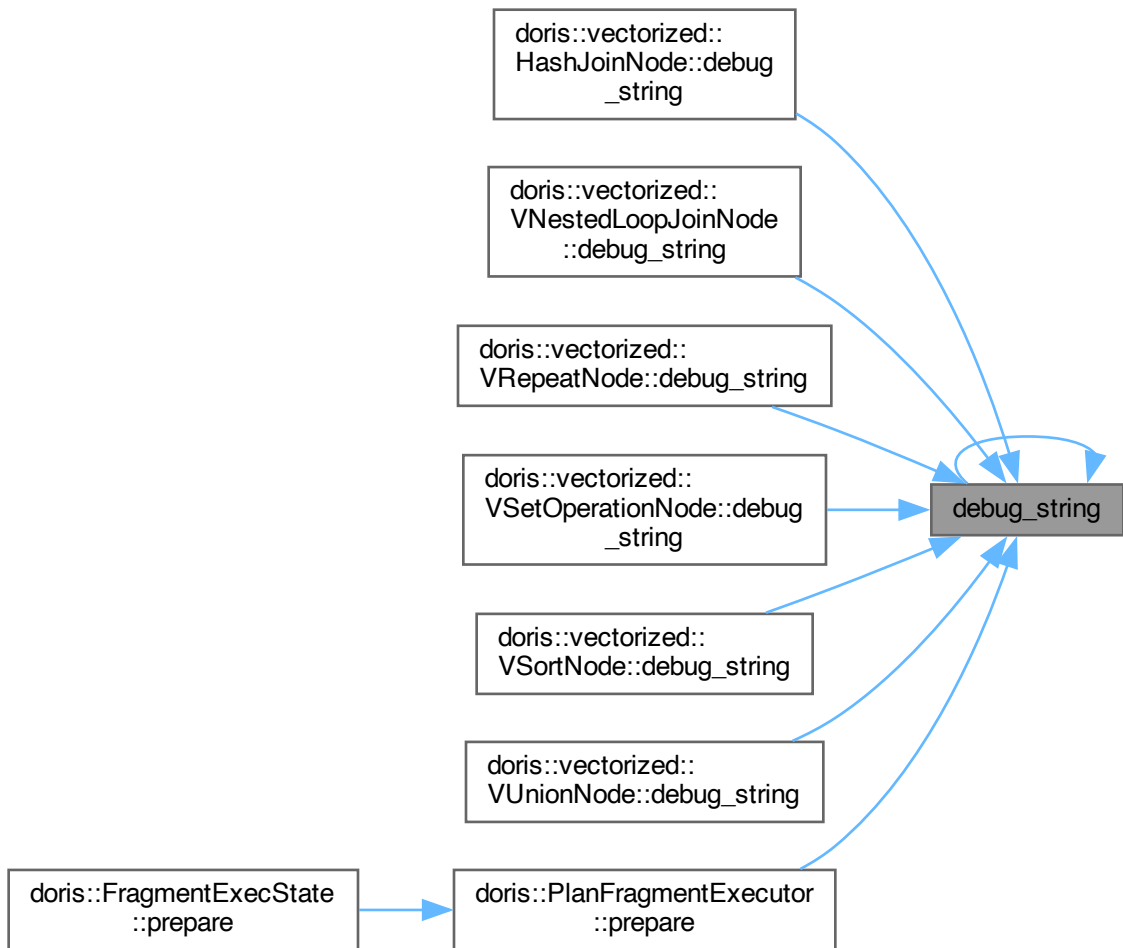 doris::vectorized::
HashJoinNode::debug
_string
doris::vectorized::
VNestedLoopJoinNode
::debug_string
doris::vectorized::
VRepeatNode::debug_string
doris::vectorized::
VSetOperationNode::debug
_string
debug_string
doris::vectorized::
VSortNode::debug_string
doris::vectorized::
VUnionNode::debug_string
doris::FragmentExecState
::prepare
doris::PlanFragmentExecutor
::prepare